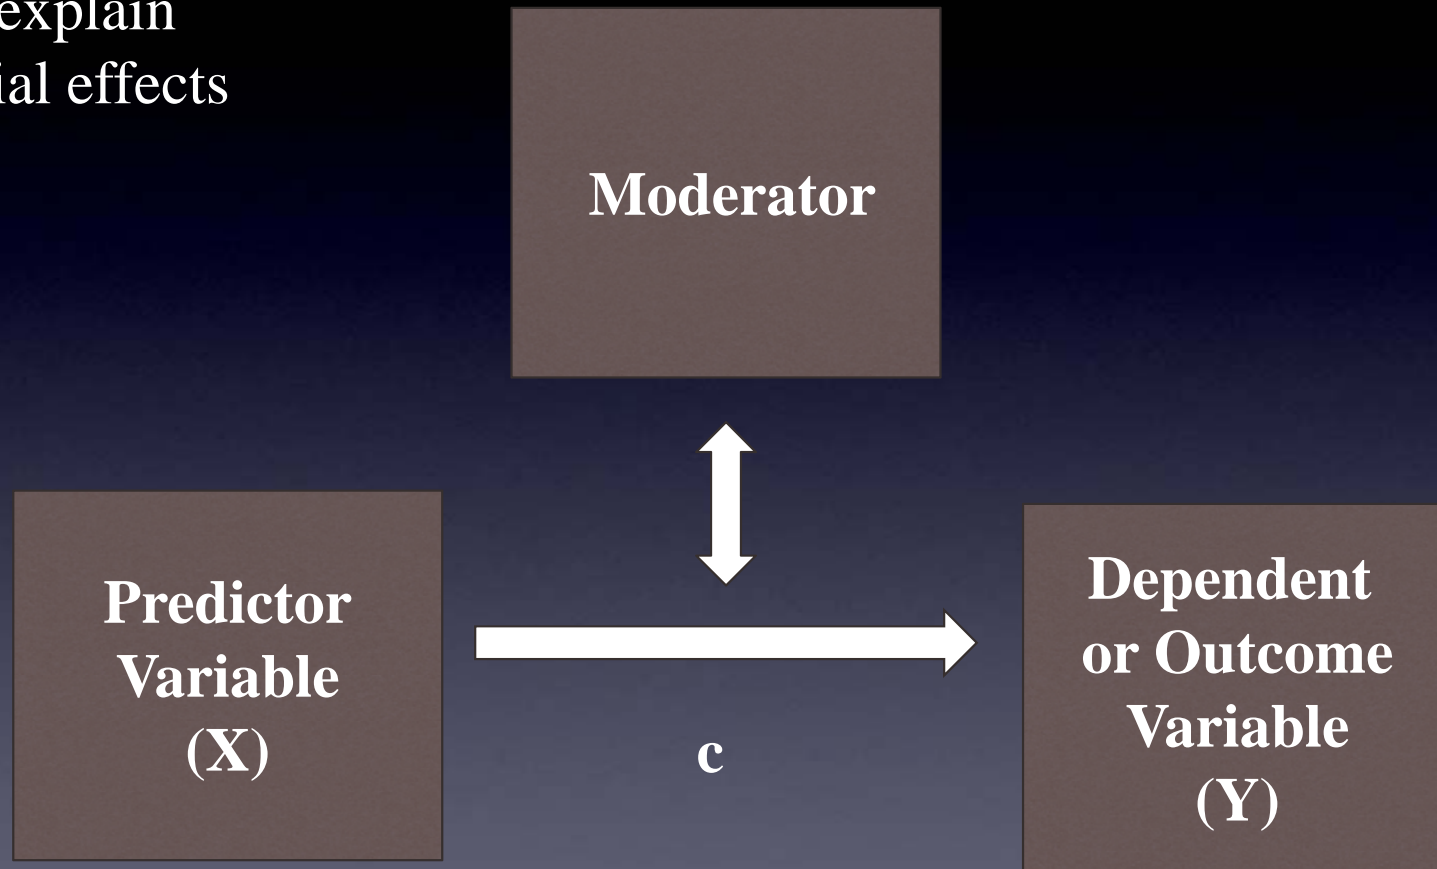 explain
ial effects
Moderator
Predictor
Variable
(X)
c
Dependent
or Outcome
Variable
(Y)